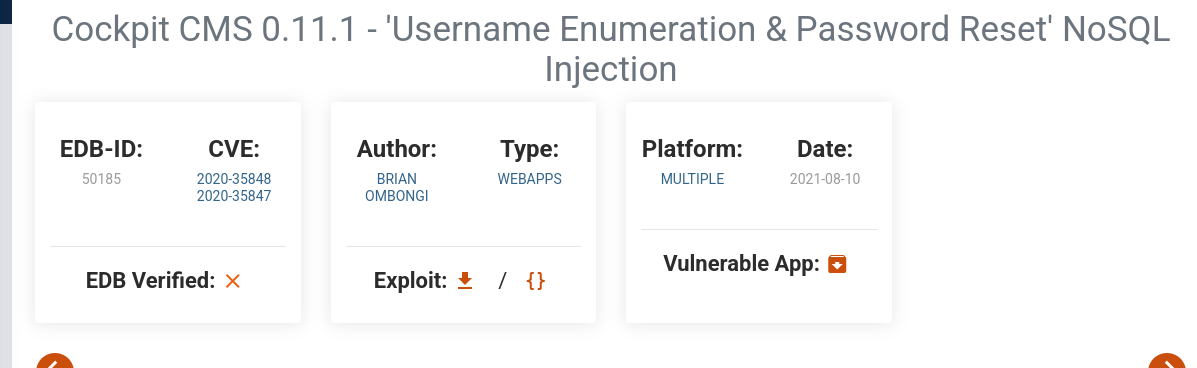 Cockpit CMS 0.11.1 - 'Username Enumeration & Password Reset' NoSQL
Injection
EDB-ID:
50185
CVE:
2020-35848
2020-35847
EDB Verified:
Author:
BRIAN
OMBONGI
Type:
WEBAPPS
Exploit: / {}
Platform:
MULTIPLE
Date:
2021-08-10
Vulnerable App: